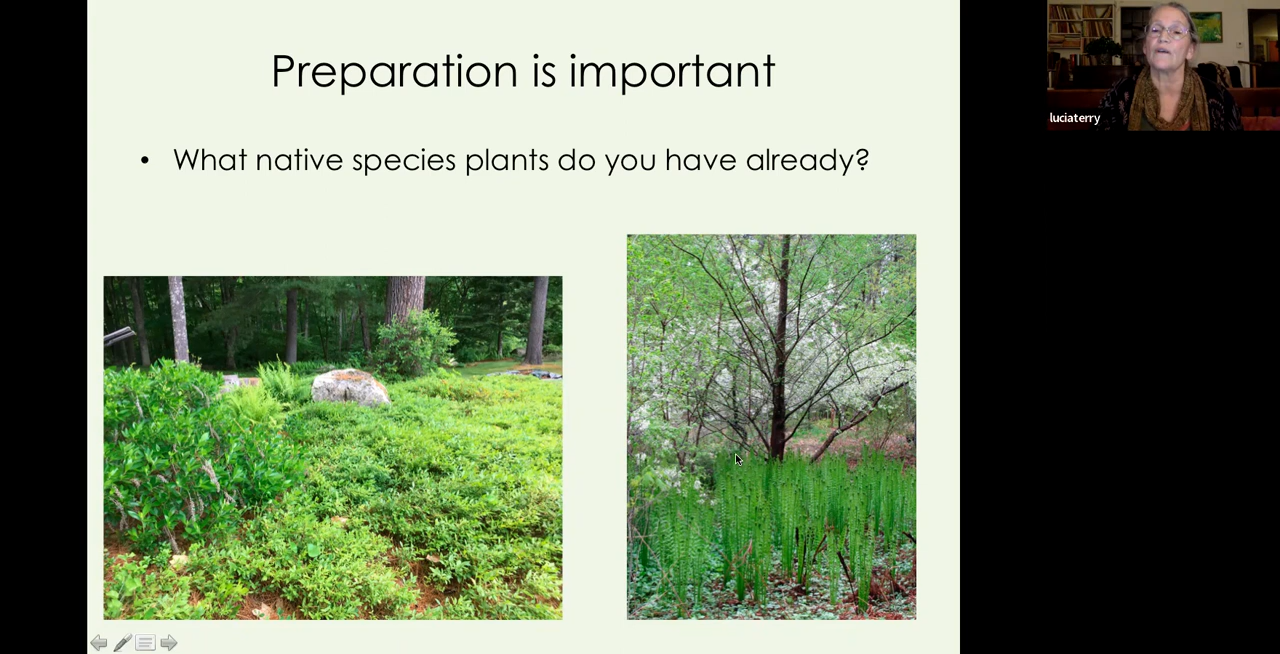 Preparation is important
• What native species plants do you have already?
luciaterry